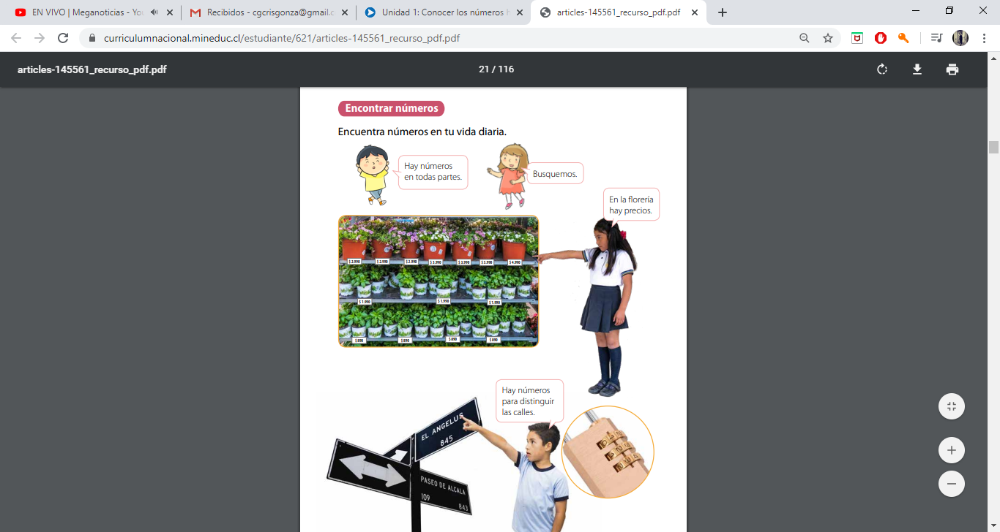 EN VIVO | Meganoticias - You
Recibidos - cgcrisgonza@gmail.c
Unidad 1: Conocer los números h
articles-145561_recurso_pdf.pdf
curriculumnacional.mineduc.cl/estudiante/621/articles-145561_recurso_pdf.pdf
articles-145561_recurso_pdf.pdf
21 / 116
Encontrar números
Encuentra números en tu vida diaria.
Hay números
en todas partes.
Busquemos.
En la florería
hay precios.
$ 2.990 $ 2.990 $ 2.990 $ 3.990 $ 3.990 $ 3.990 $ 4.990
$ 1.990 $ 1.990 $ 1.990
$ 890 $ 890 $ 890 $ 890
Hay números
para distinguir
las calles.
EL ANGELUS
845
PASEO DE ALCALA
109 843